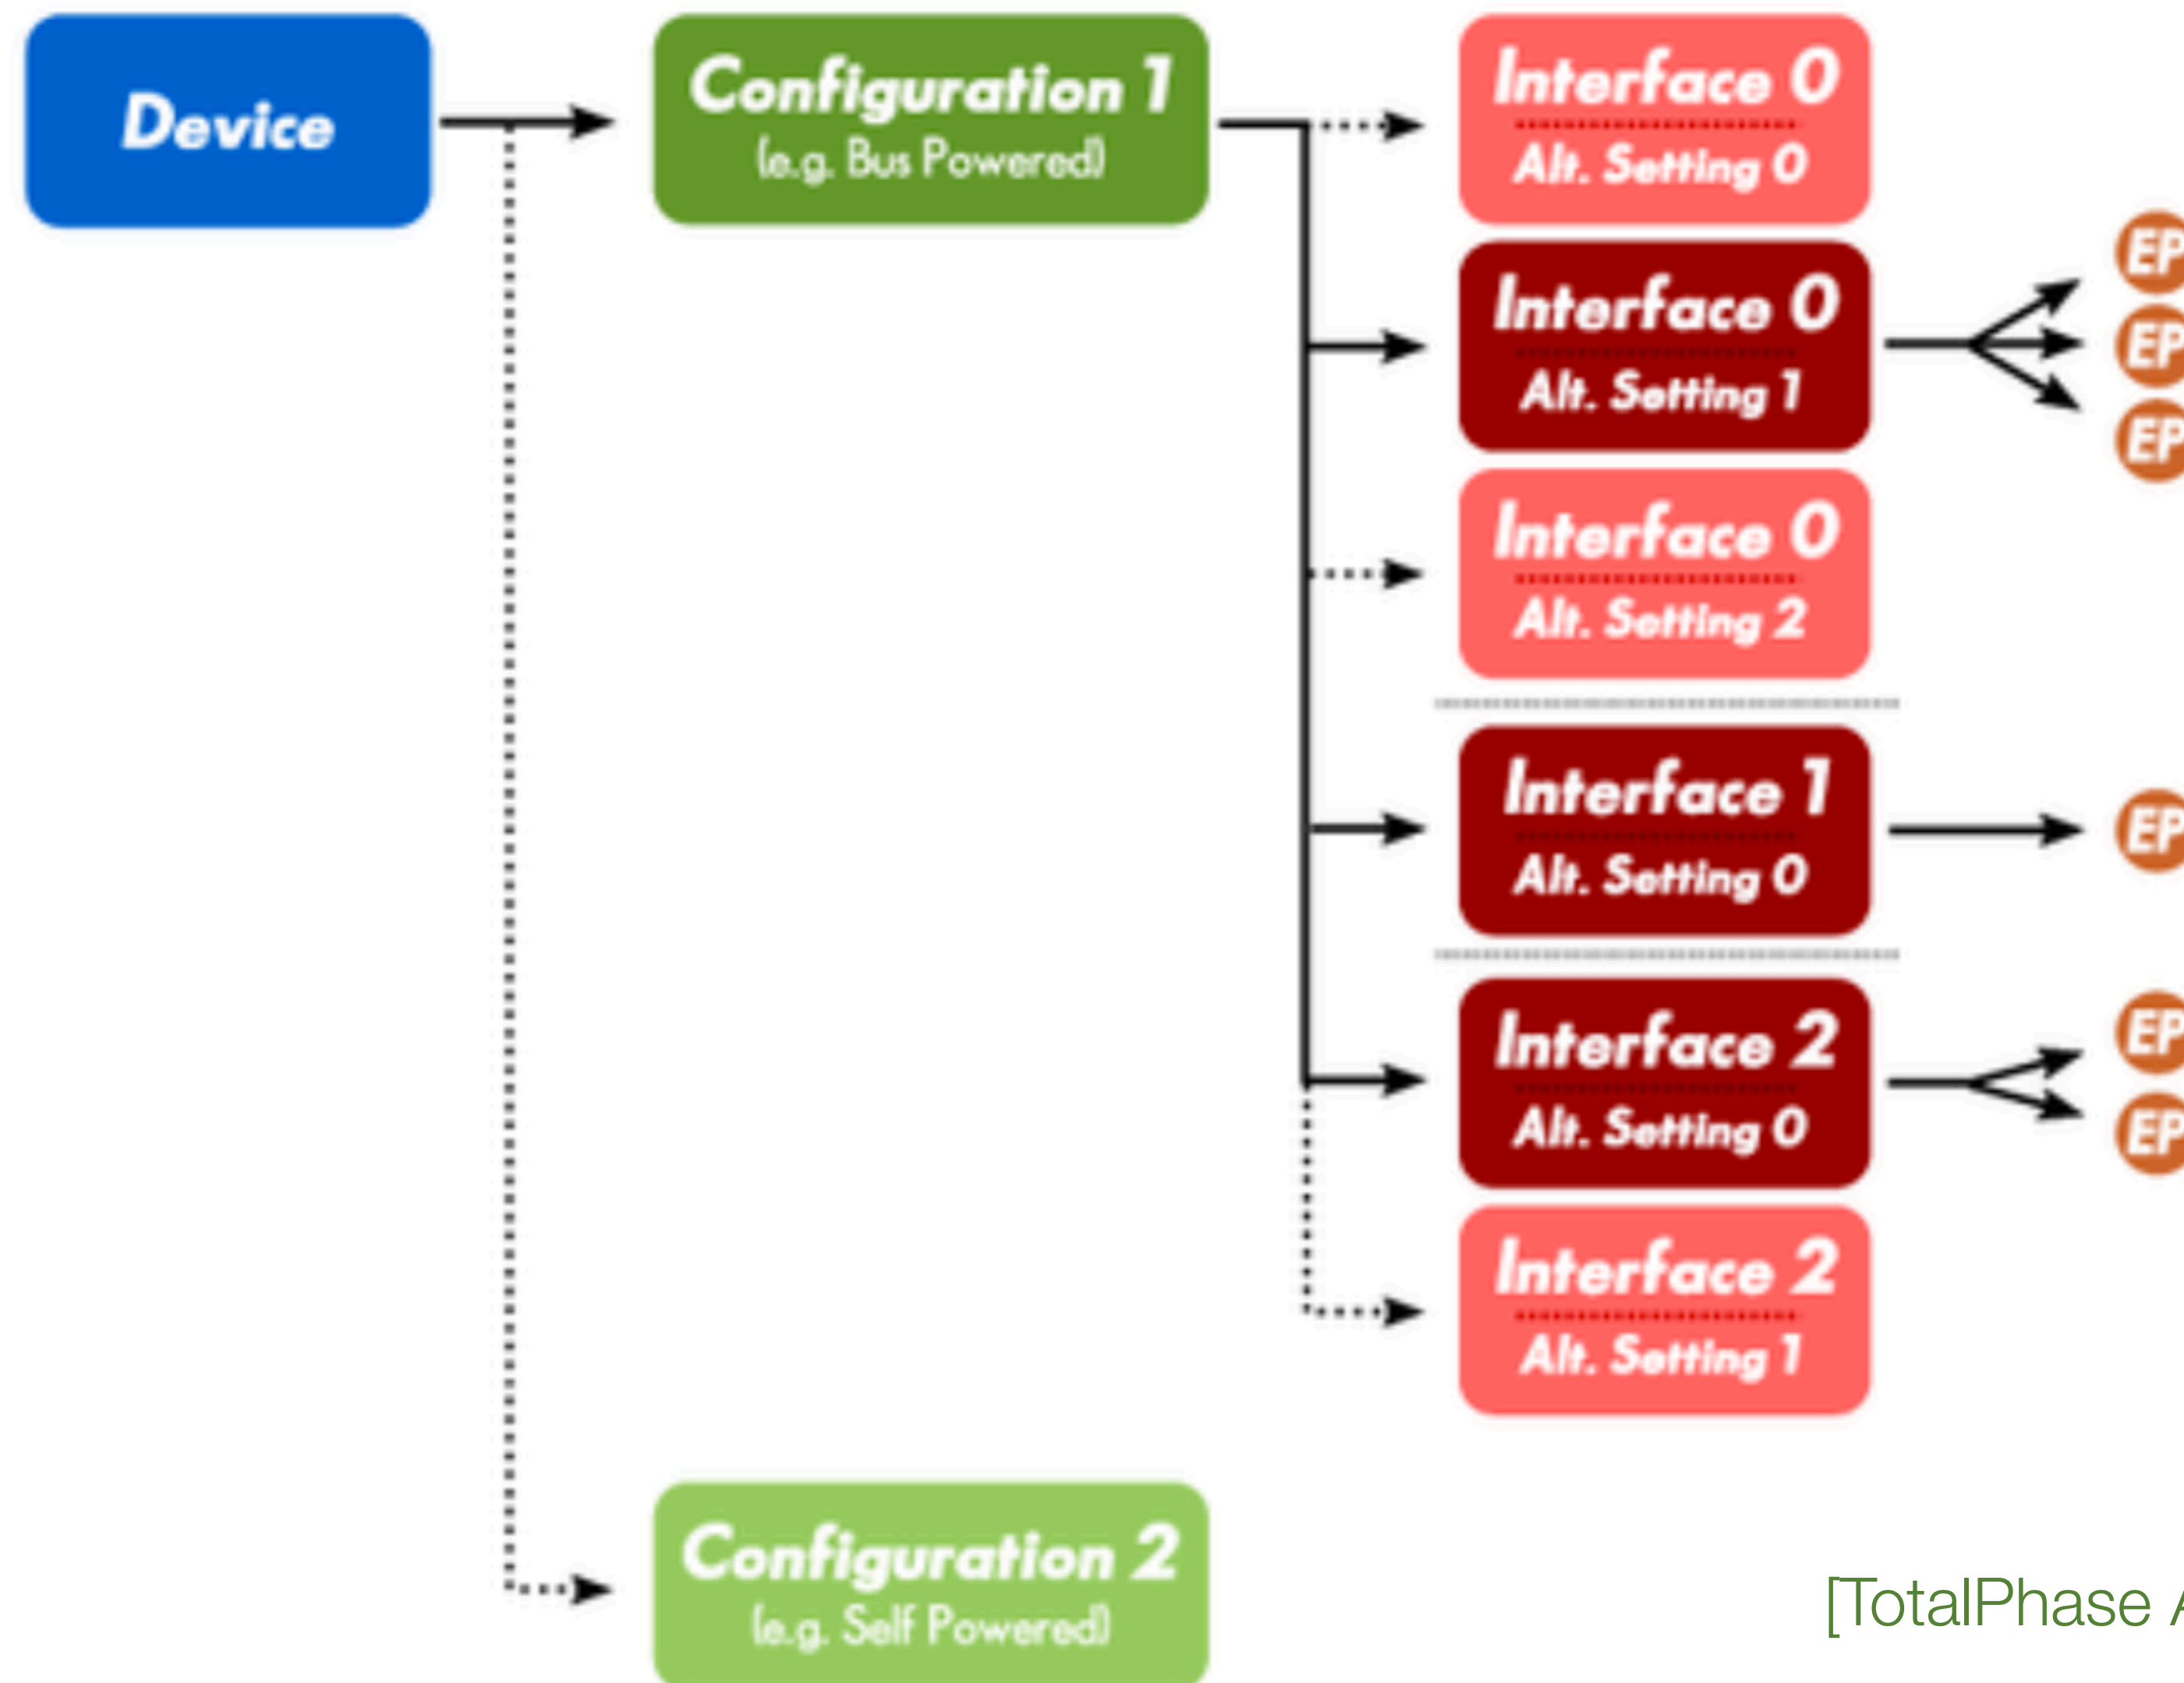 Device
Configuration 1
(e.g. Bus Powered)
Interface 0
Alt. Setting 0
Interface 0
Alt. Setting 1
EP
EP
EP
Interface 0
Alt. Setting 2
Interface 1
Alt. Setting 0
EP
Interface 2
Alt. Setting 0
EP
EP
Interface 2
Alt. Setting 1
Configuration 2
(e.g. Self Powered)
[TotalPhase